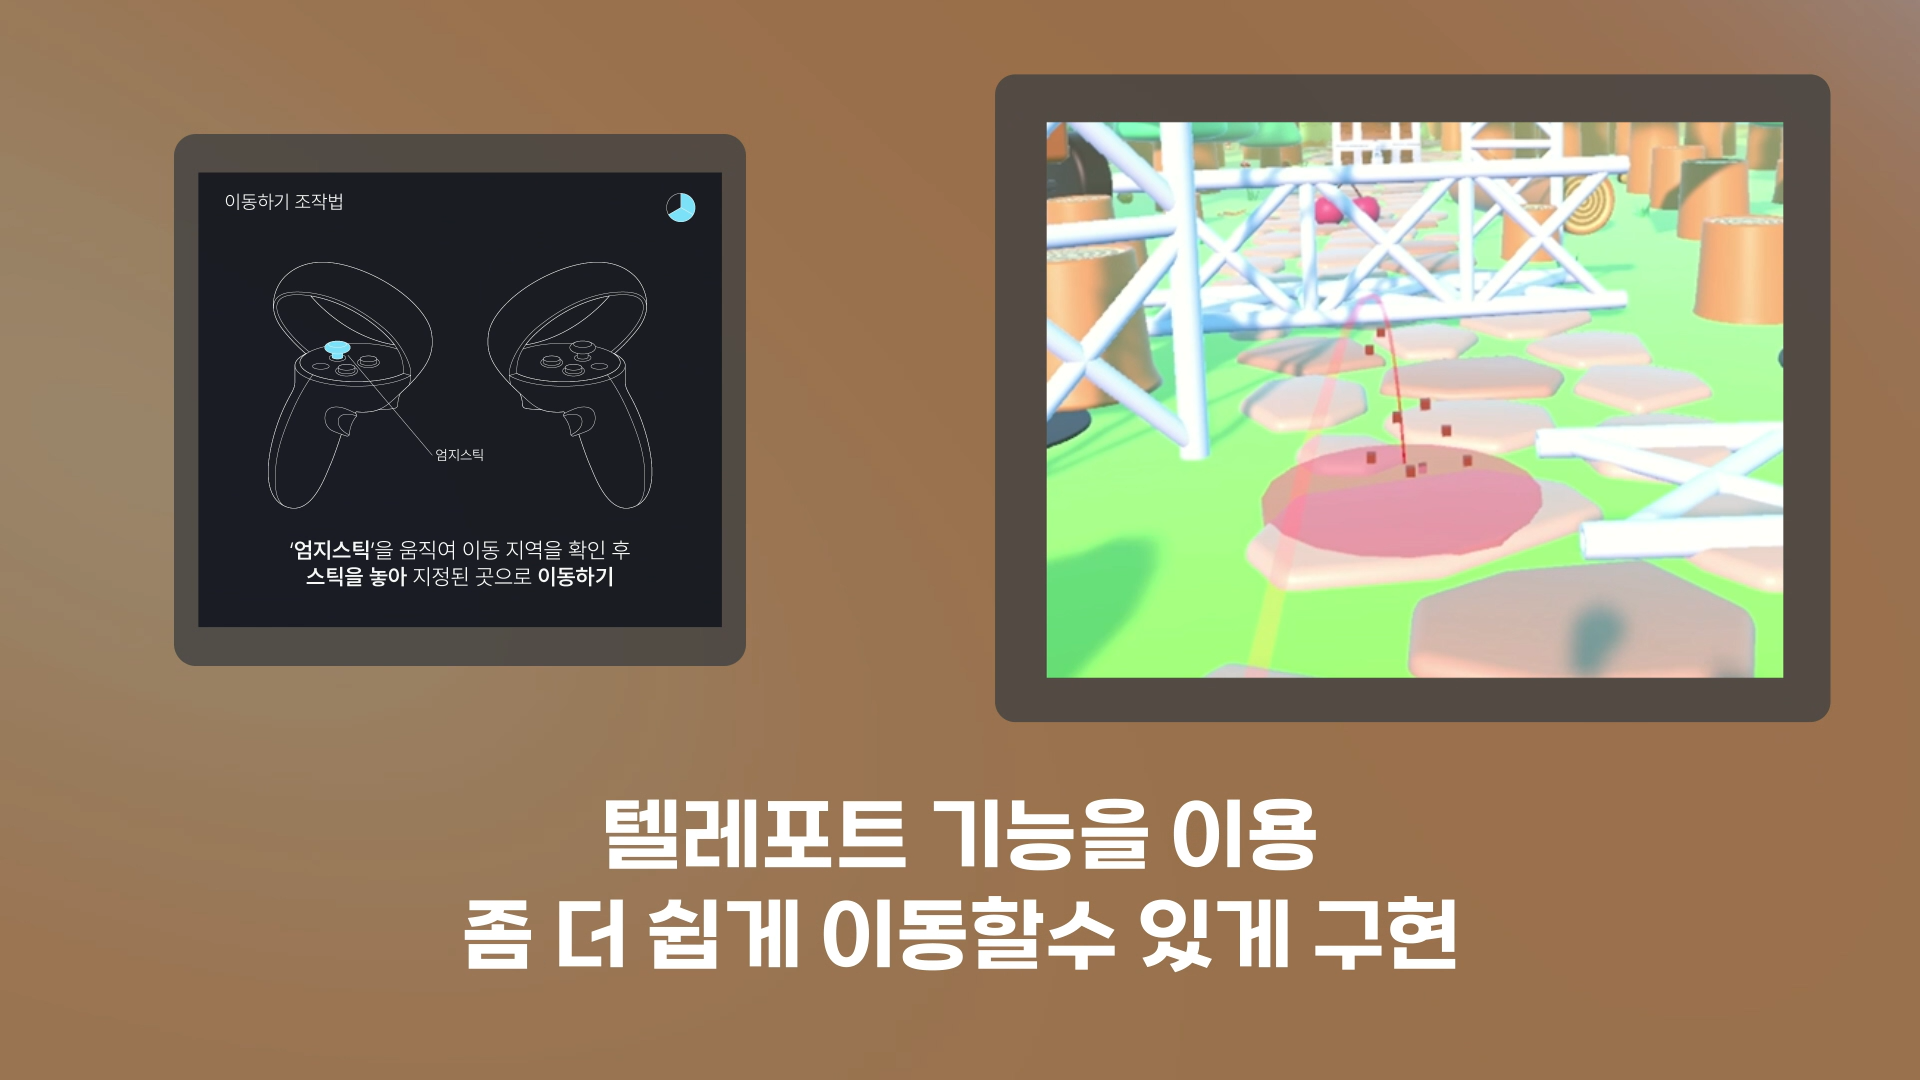 이동하기 조작법
엄지스틱
‘엄지스틱’을 움직여 이동 지역을 확인 후
스틱을 놓아 지정된 곳으로 이동하기
텔레포트 기능을 이용
좀 더 쉽게 이동할수 있게 구현